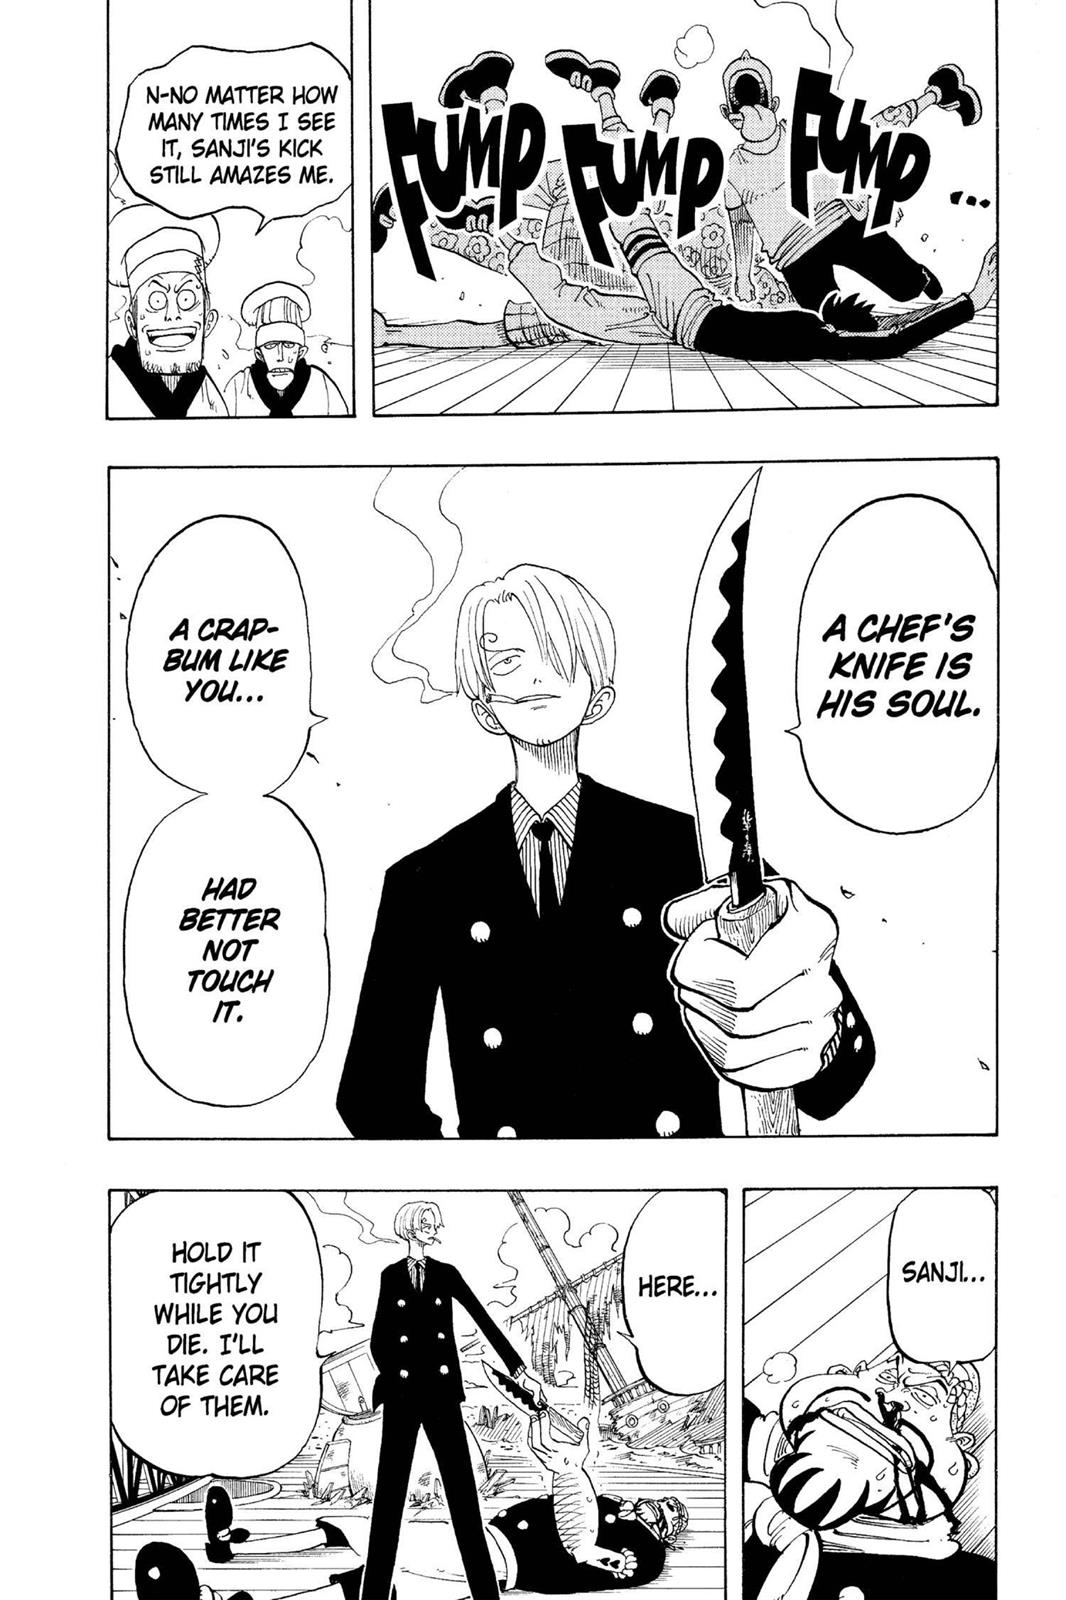 FUMP
FUMP
FUMP
...
N-NO MATTER HOW
MANY TIMES I SEE
IT, SANJI'S KICK
STILL AMAZES ME.
A CHEF'S
KNIFE IS
HIS SOUL.
A CRAP-
BUM LIKE
YOU...
HAD
BETTER
NOT
TOUCH
IT.
SANJI...
HERE...
HOLD IT
TIGHTLY
WHILE YOU
DIE. I'LL
TAKE CARE
OF THEM.